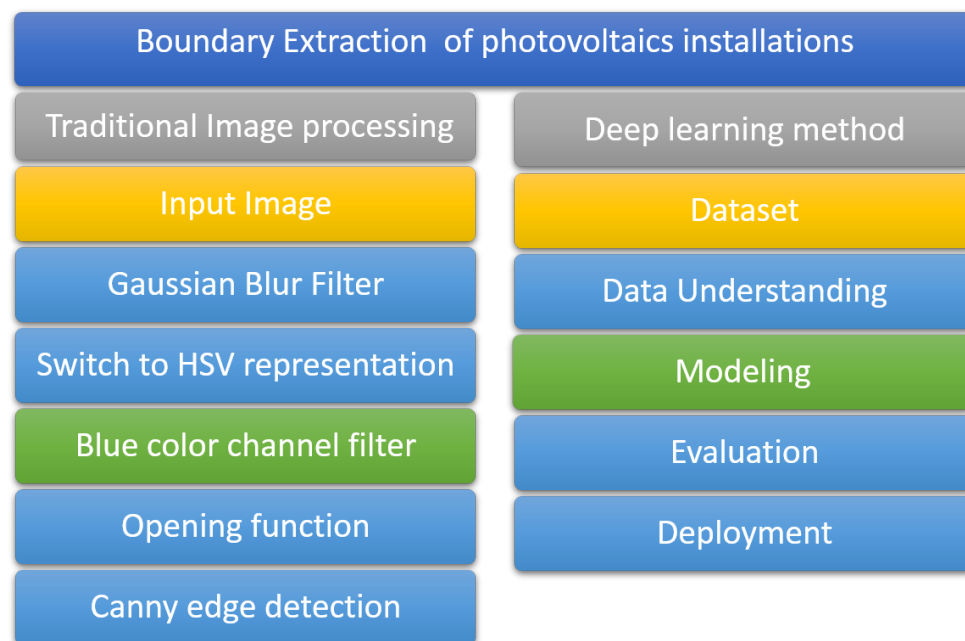 Boundary Extraction  of photovoltaics installations
Traditional Image processing
Input Image
Gaussian Blur Filter
Switch to HSV representation
Blue color channel filter
Opening function
Canny edge detection
Deep learning method
Dataset
Data Understanding
Modeling
Evaluation
Deployment